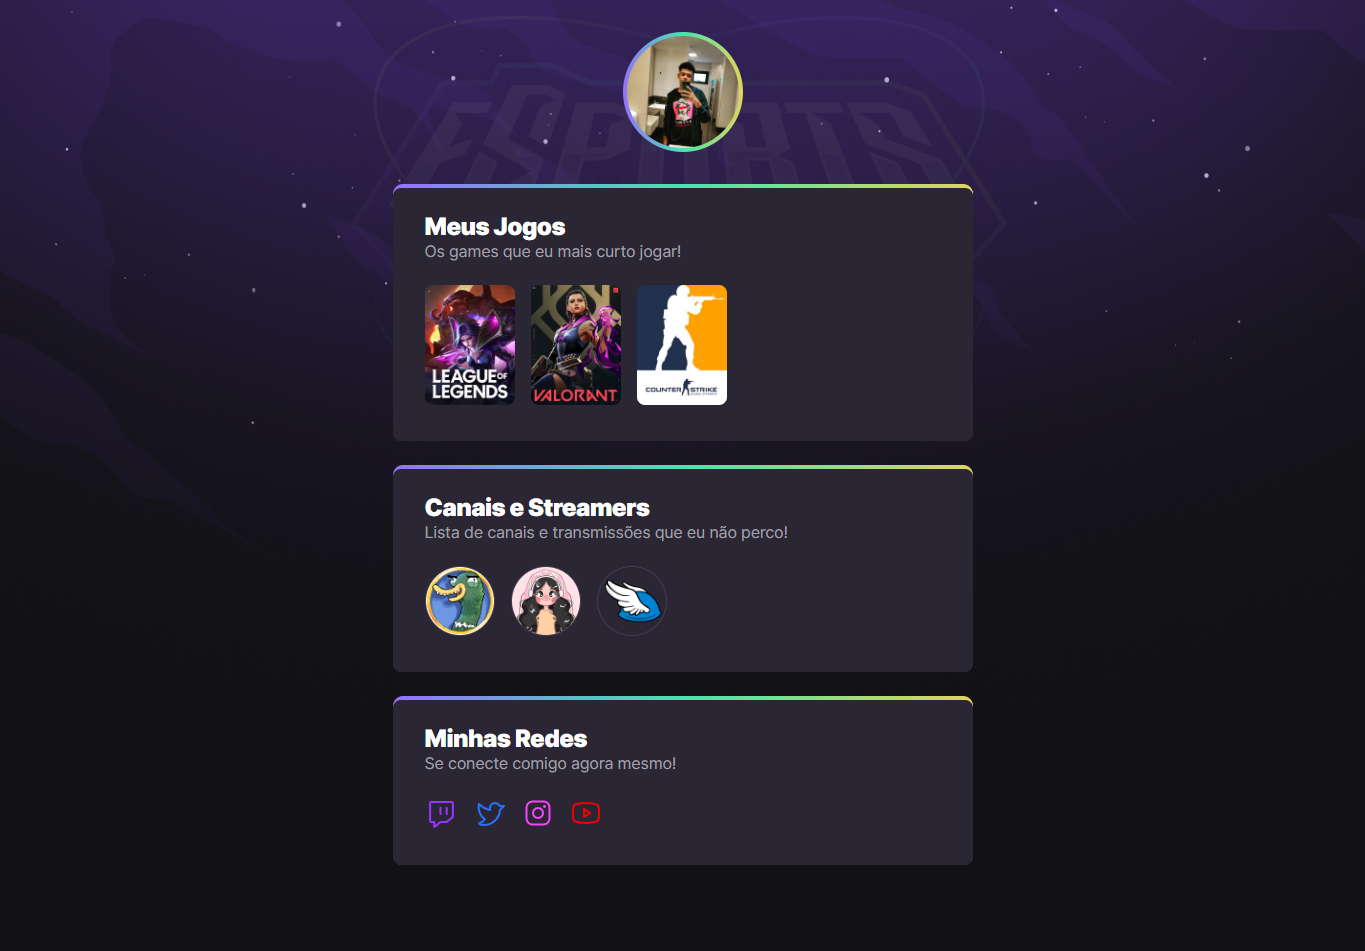 ESPORTS
Meus Jogos
Os games que eu mais curto jogar!
LEAGUE OF
LEGENDS
VALORANT
COUNTER STRIKE
Canais e Streamers
Lista de canais e transmissões que eu não perco!
Minhas Redes
Se conecte comigo agora mesmo!